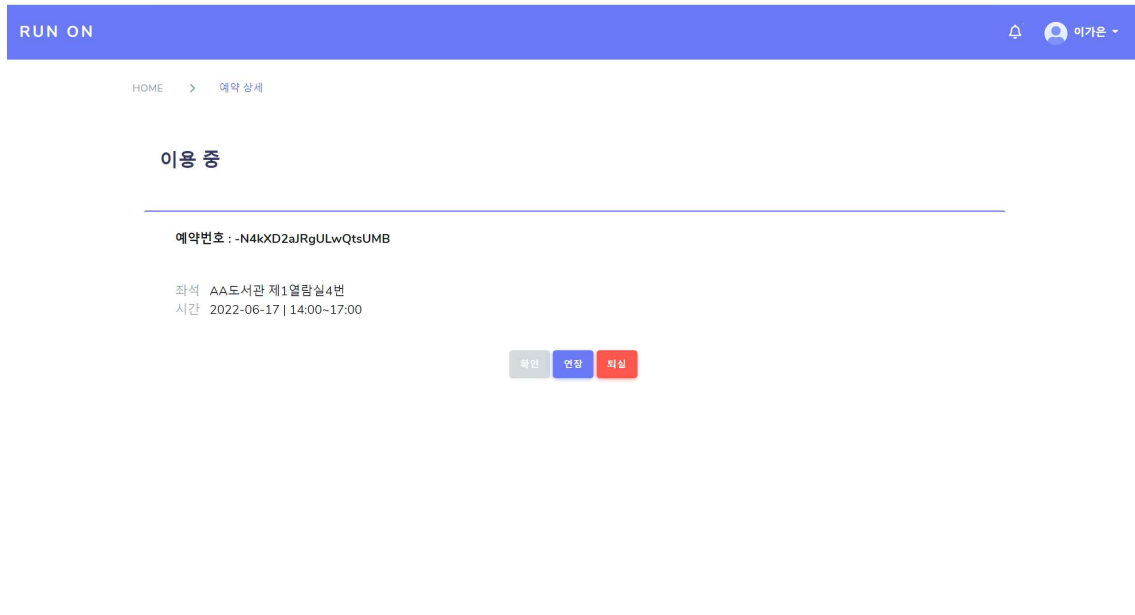 RUN ON
이가은
HOME > 예약 상세
이용 중
예약번호 : -N4kXD2aJRgULwQtsUMB
좌석 AA도서관 제1열람실4번
시간 2022-06-17 | 14:00~17:00
확인 연장 퇴실